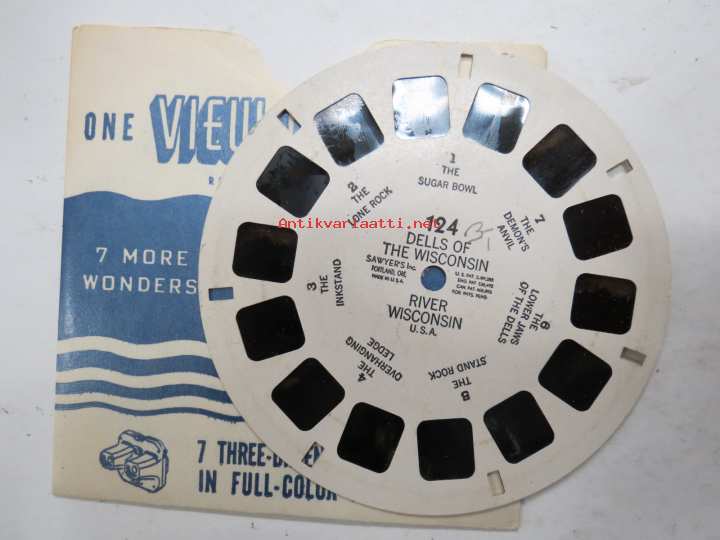 ONE VIEW
7 MORE
WONDERS
7 THREE-DIMEN
IN FULL-COLOR
Antikvariaatti.net
1
THE
SUGAR BOWL
2
THE
LONE ROCK
3
THE
INKSTAND
4
THE
OVERHANGING
LEDGE
THE
STAND ROCK
6
THE
LOWER JAWS
OF THE DELLS
7
THE
DEMON'S
ANVIL
124
DELLS OF
THE WISCONSIN
SAWYER'S Inc.
PORTLAND, ORE.
MADE IN U.S.A.
RIVER
WISCONSIN
U.S.A.